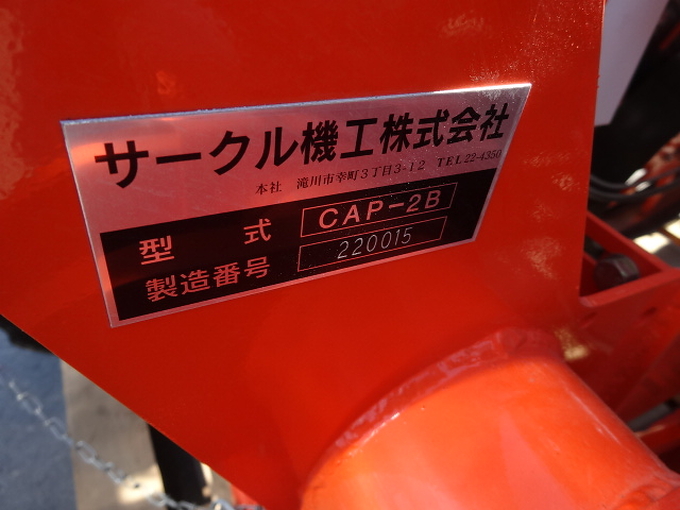 サークル機工株式会社
本社 滝川市幸町3丁目3-12 TEL22-4350
型式 CAP-2B
製造番号 220015